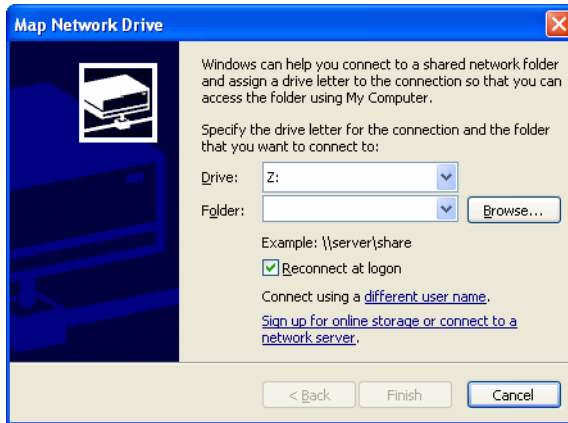 Map Network Drive
Windows can help you connect to a shared network folder
and assign a drive letter to the connection so that you can
access the folder using My Computer.
Specify the drive letter for the connection and the folder
that you want to connect to:
Drive: Z:
Folder: Browse...
Example: \\server\share
Reconnect at logon
Connect using a different user name.
Sign up for online storage or connect to a
network server.
< Back Finish Cancel